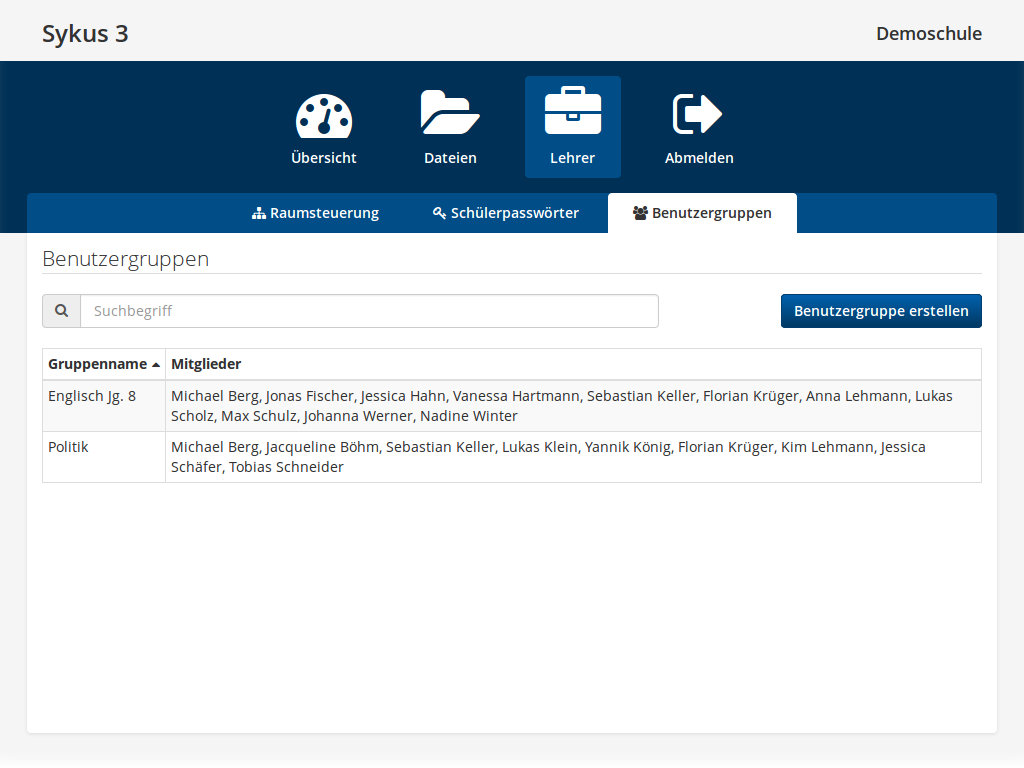 Sykus 3
Demoschule
Übersicht
Dateien
Lehrer
Abmelden
Raumsteuerung
Schülerpasswörter
Benutzergruppen
Benutzergruppen
Suchbegriff
Benutzergruppe erstellen
Gruppenname
Mitglieder
Englisch Jg. 8
Michael Berg, Jonas Fischer, Jessica Hahn, Vanessa Hartmann, Sebastian Keller, Florian Krüger, Anna Lehmann, Lukas
Scholz, Max Schulz, Johanna Werner, Nadine Winter
Politik
Michael Berg, Jacqueline Böhm, Sebastian Keller, Lukas Klein, Yannik König, Florian Krüger, Kim Lehmann, Jessica
Schäfer, Tobias Schneider